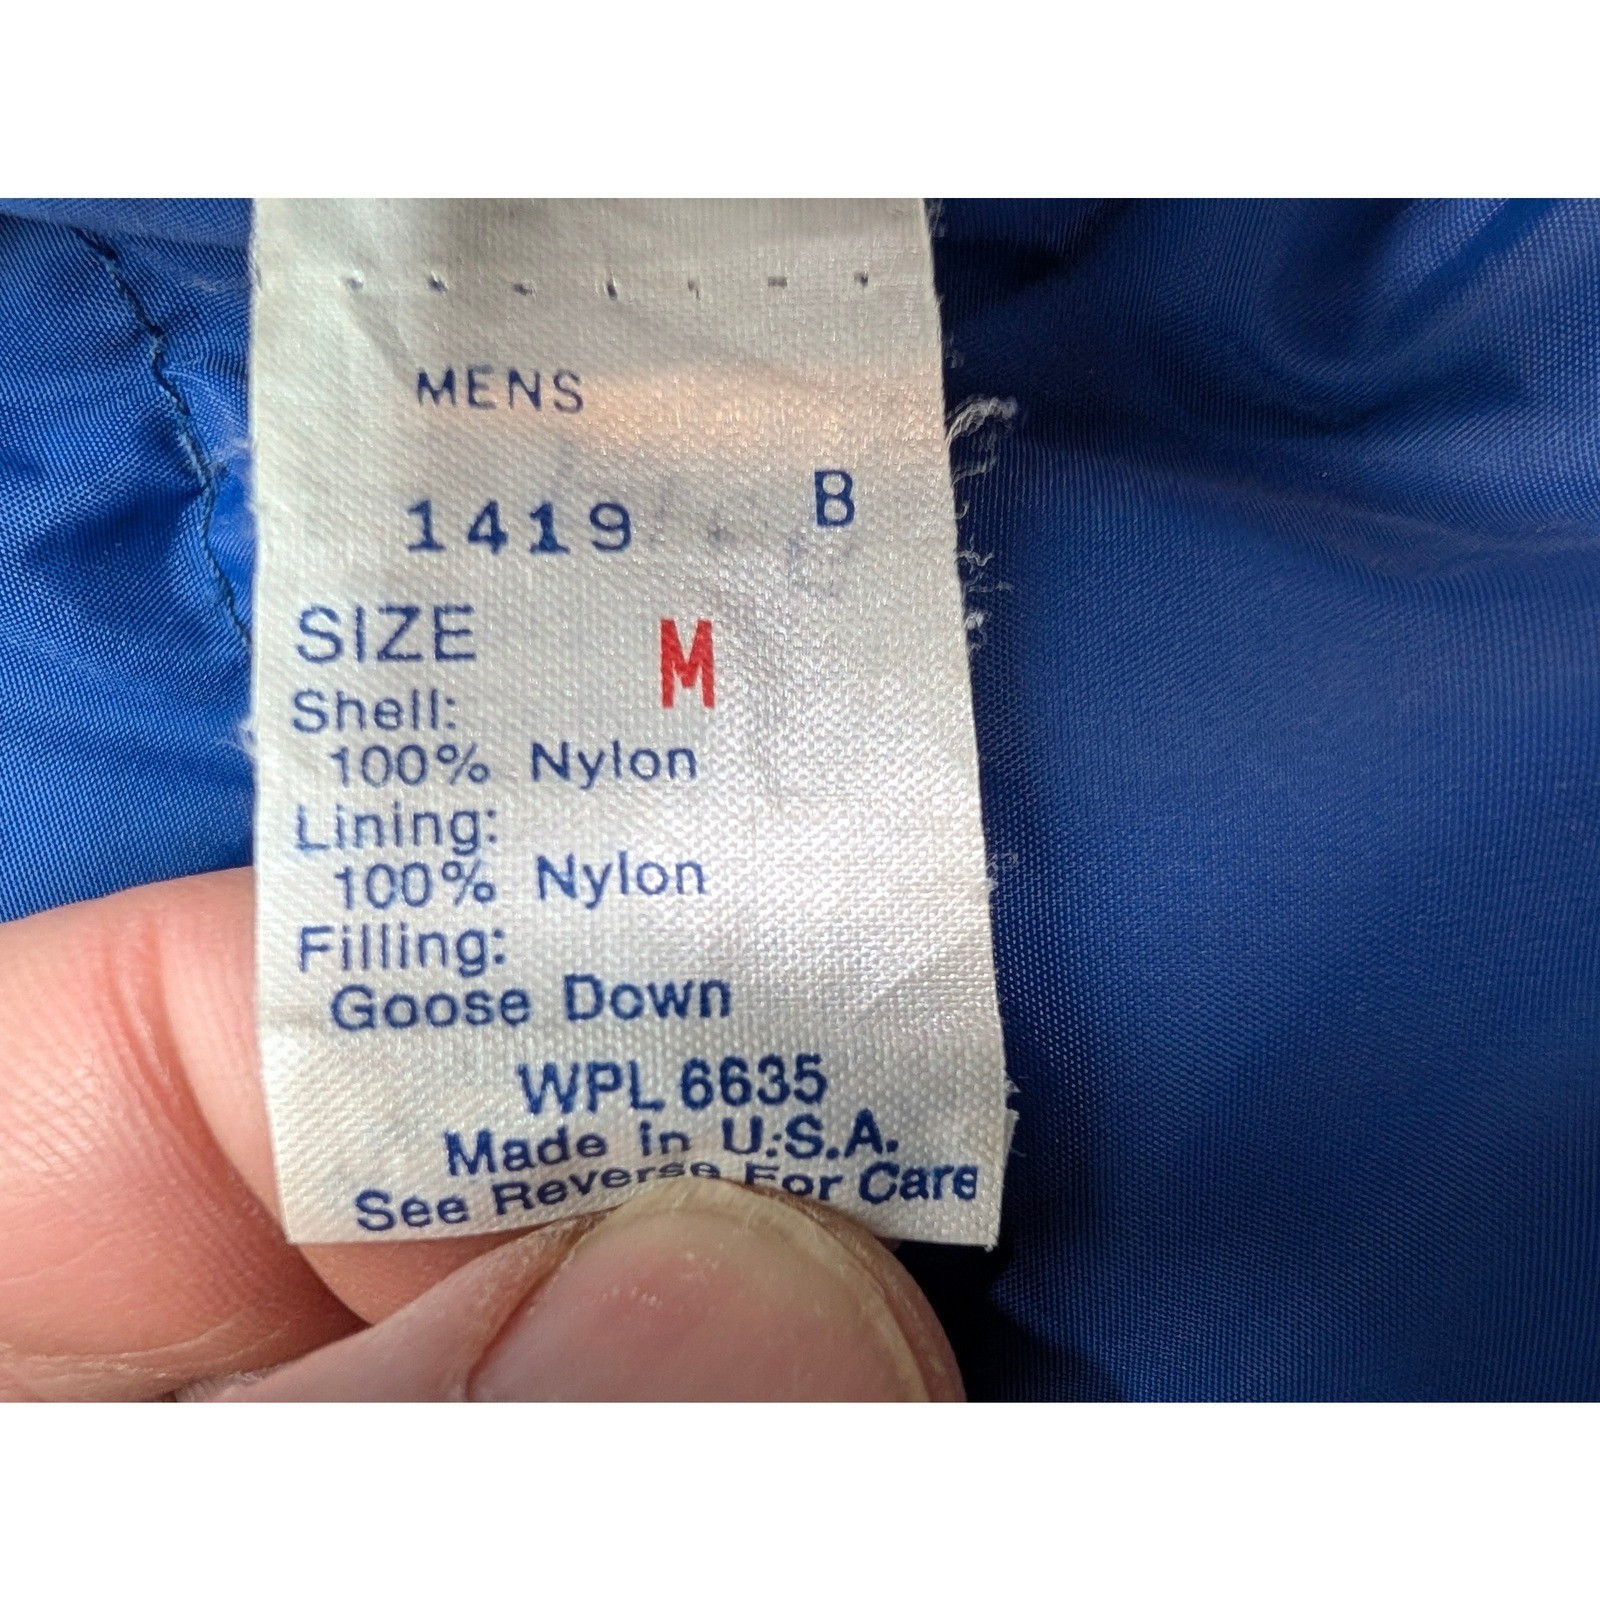 MENS
B
1419
SIZE M
Shell:
100% Nylon
Lining:
100% Nylon
Filling:
Goose Down
WPL 6635
Made in U.S.A.
See Reverse For Care